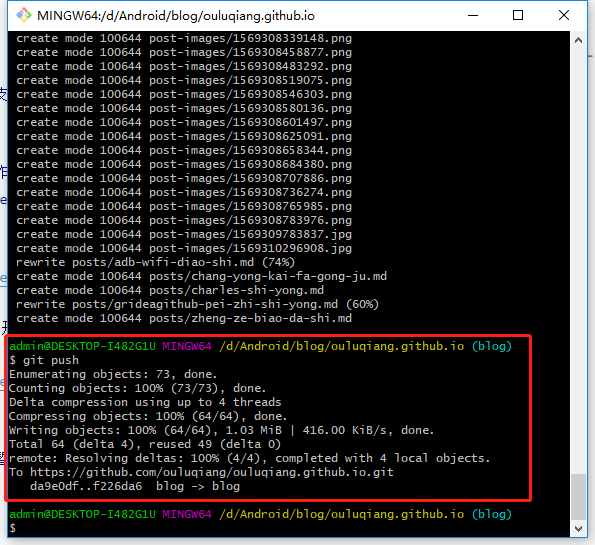 MINGW64:/d/Android/blog/ouluqiang.github.io
create mode 100644 post-images/1569308339148.png
create mode 100644 post-images/1569308458877.png
create mode 100644 post-images/1569308483292.png
create mode 100644 post-images/1569308519075.png
create mode 100644 post-images/1569308546303.png
create mode 100644 post-images/1569308580136.png
create mode 100644 post-images/1569308601497.png
create mode 100644 post-images/1569308625091.png
create mode 100644 post-images/1569308658344.png
create mode 100644 post-images/1569308684380.png
create mode 100644 post-images/1569308707886.png
create mode 100644 post-images/1569308736274.png
create mode 100644 post-images/1569308765985.png
create mode 100644 post-images/1569308783976.png
create mode 100644 post-images/1569309783837.jpg
create mode 100644 post-images/1569310296908.jpg
rewrite posts/adb-wifi-diao-shi.md (74%)
create mode 100644 posts/chang-yong-kai-fa-gong-ju.md
create mode 100644 posts/charles-shi-yong.md
rewrite posts/grideagithub-pei-zhi-shi-yong.md (60%)
create mode 100644 posts/zheng-ze-biao-da-shi.md
admin@DESKTOP-I482G1U MINGW64 /d/Android/blog/ouluqiang.github.io (blog)
$ git push
Enumerating objects: 73, done.
Counting objects: 100% (73/73), done.
Delta compression using up to 4 threads
Compressing objects: 100% (64/64), done.
Writing objects: 100% (64/64), 1.03 MiB | 416.00 KiB/s, done.
Total 64 (delta 4), reused 49 (delta 0)
remote: Resolving deltas: 100% (4/4), completed with 4 local objects.
To https://github.com/ouluqiang/ouluqiang.github.io.git
da9e0df..f226da6 blog -> blog
admin@DESKTOP-I482G1U MINGW64 /d/Android/blog/ouluqiang.github.io (blog)
$